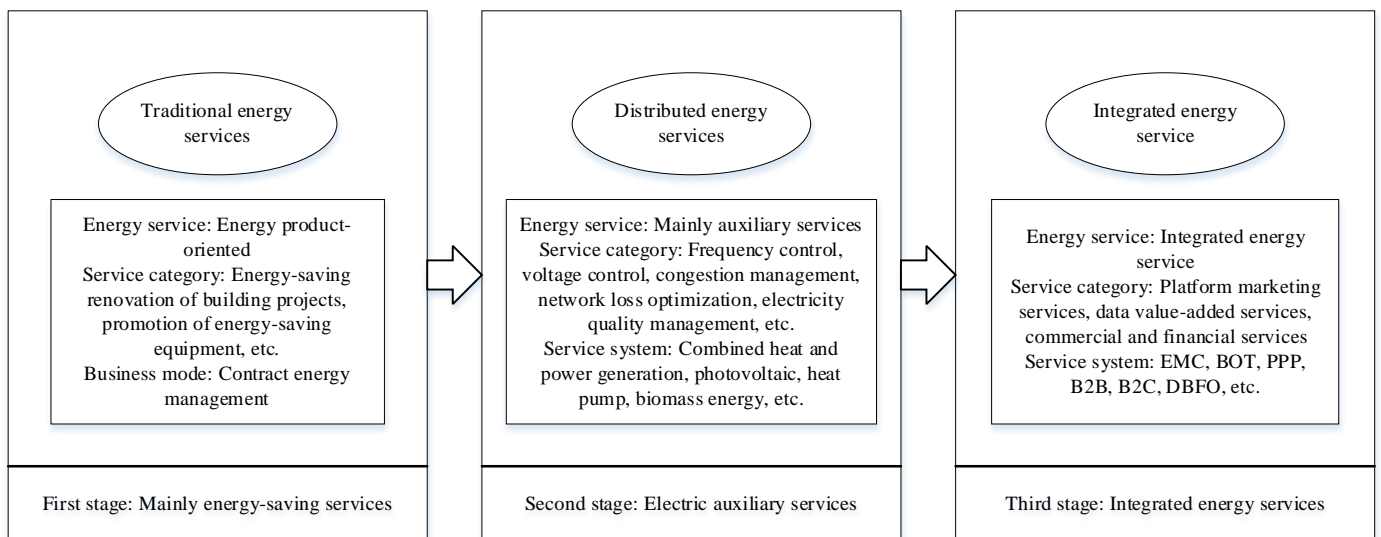 Traditional energy
services
Energy service: Energy product-
oriented
Service category: Energy-saving
renovation of building projects,
promotion of energy-saving
equipment, etc.
Business mode: Contract energy
management
First stage: Mainly energy-saving services
Distributed energy
services
Energy service: Mainly auxiliary services
Service category: Frequency control,
voltage control, congestion management,
network loss optimization, electricity
quality management, etc.
Service system: Combined heat and
power generation, photovoltaic, heat
pump, biomass energy, etc.
Second stage: Electric auxiliary services
Integrated energy
service
Energy service: Integrated energy
service
Service category: Platform marketing
services, data value-added services,
commercial and financial services
Service system: EMC, BOT, PPP,
B2B, B2C, DBFO, etc.
Third stage: Integrated energy services